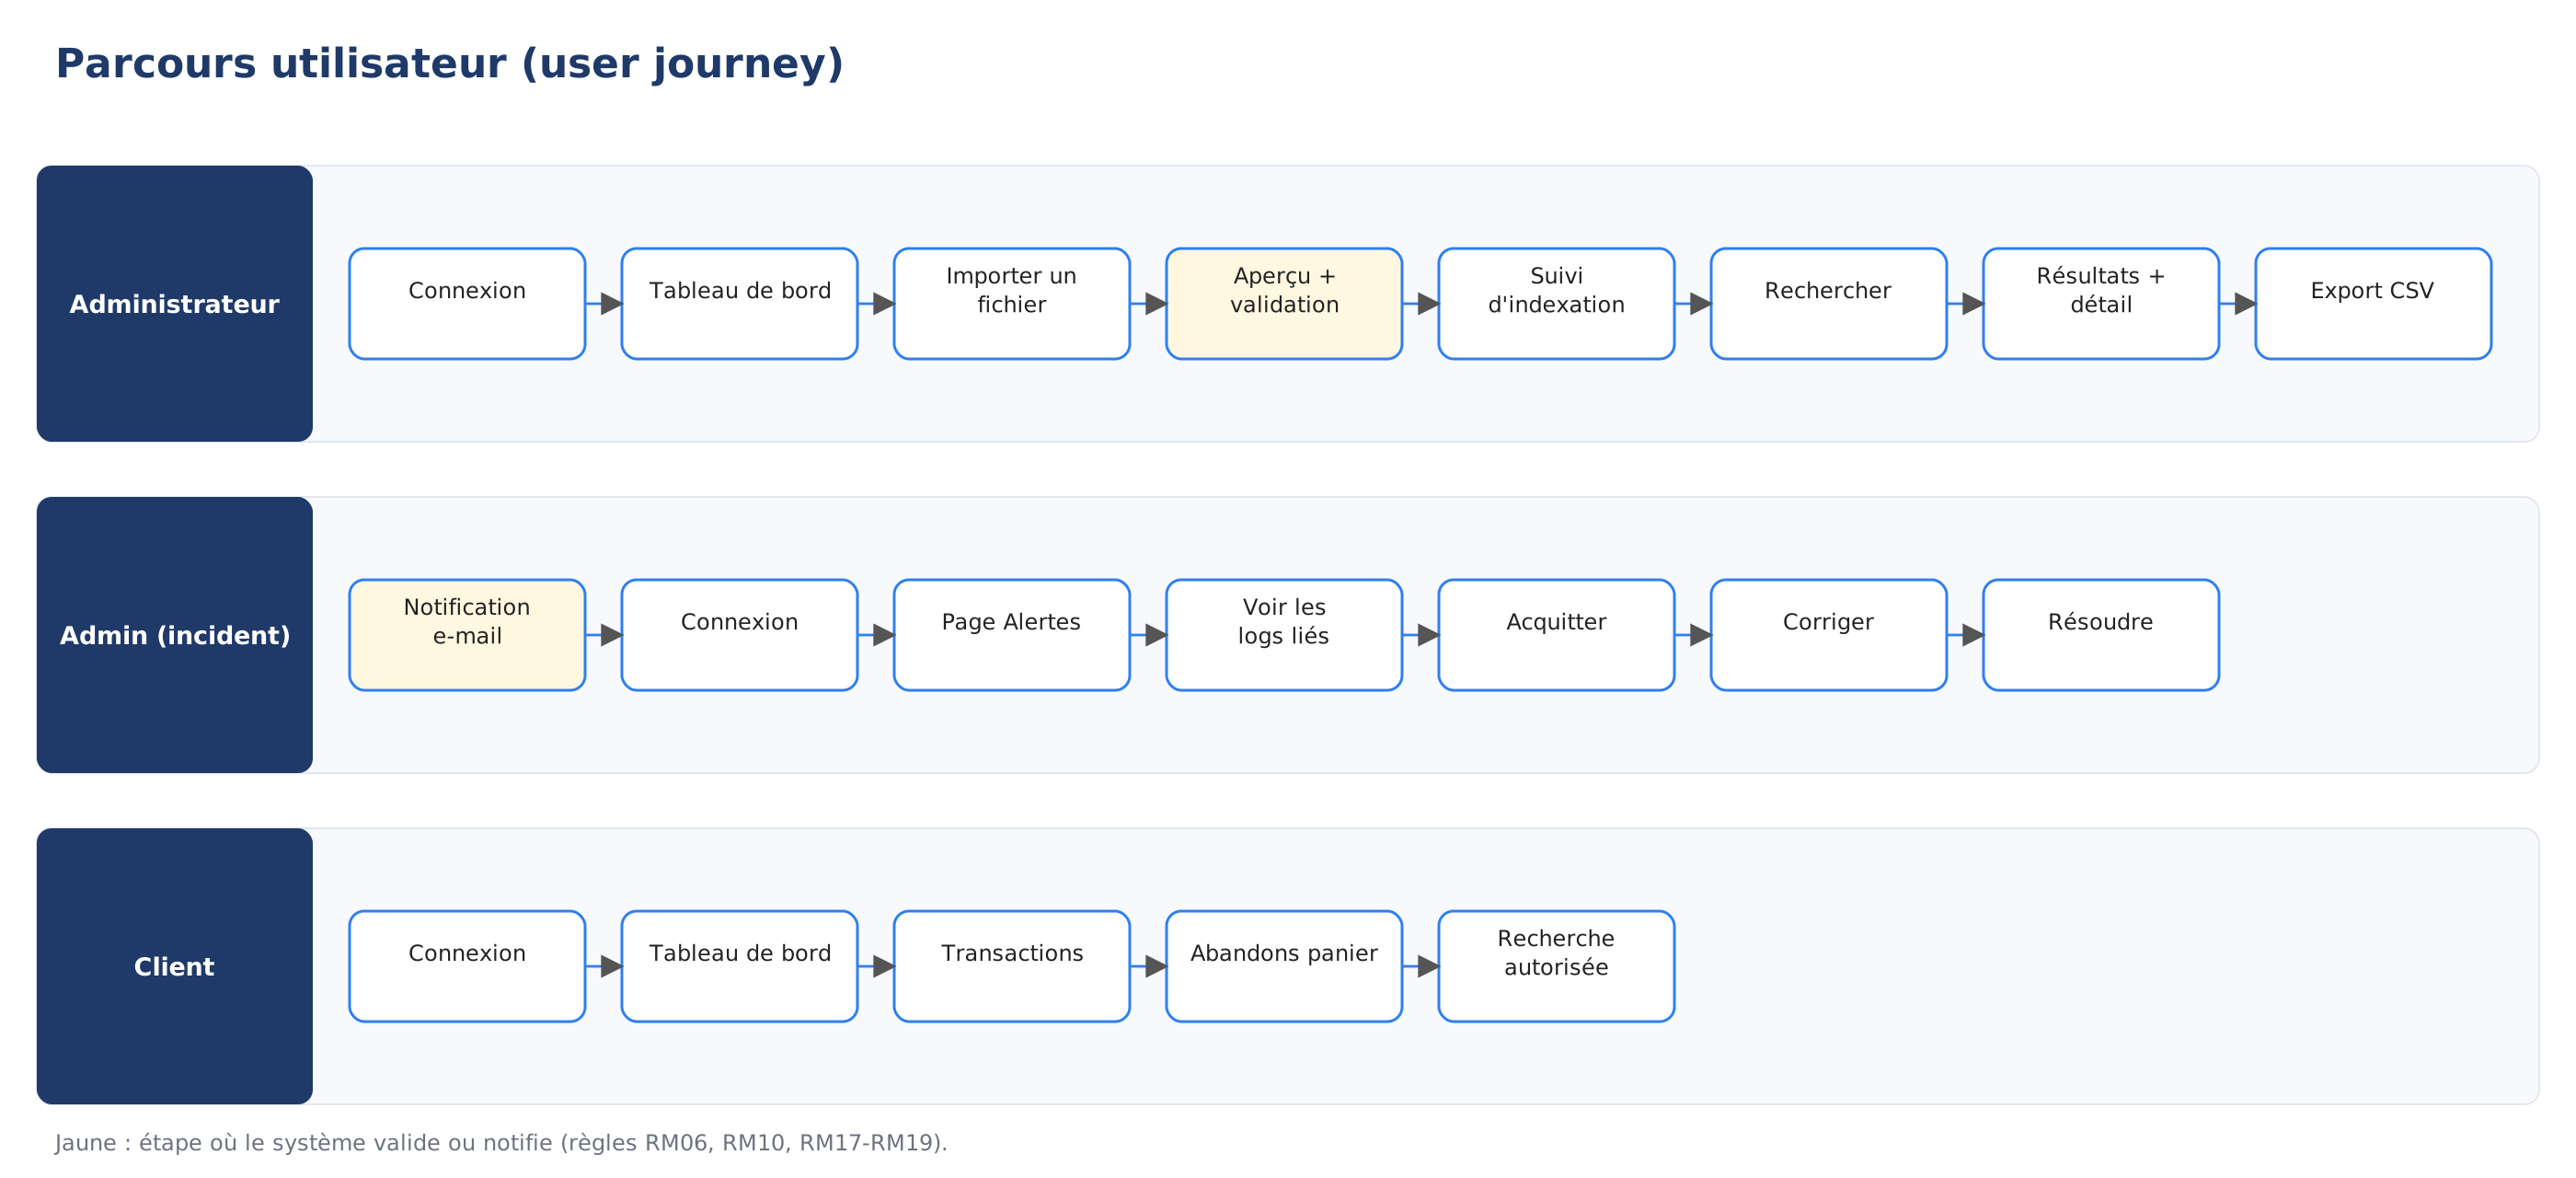 Parcours utilisateur (user journey)
Administrateur
Connexion
Tableau de bord
Importer un
fichier
Aperçu +
validation
Suivi
d'indexation
Rechercher
Résultats +
détail
Export CSV
Admin (incident)
Notification
e-mail
Connexion
Page Alertes
Voir les
logs liés
Acquitter
Corriger
Résoudre
Client
Connexion
Tableau de bord
Transactions
Abandons panier
Recherche
autorisée
Jaune : étape où le système valide ou notifie (règles RM06, RM10, RM17-RM19).